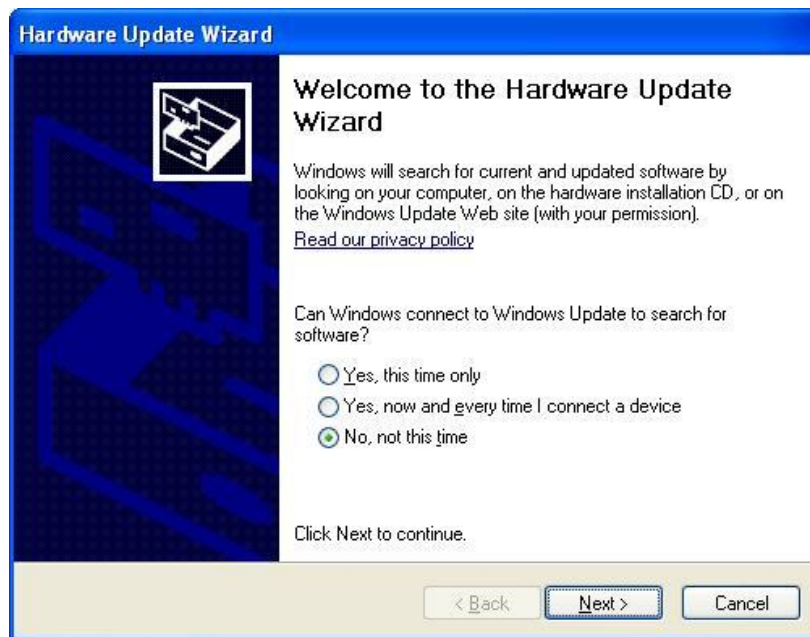 Hardware Update Wizard
Welcome to the Hardware Update
Wizard
Windows will search for current and updated software by
looking on your computer, on the hardware installation CD, or on
the Windows Update Web site (with your permission).
Read our privacy policy
Can Windows connect to Windows Update to search for
software?
Yes, this time only
Yes, now and every time I connect a device
No, not this time
Click Next to continue.
< Back
Next >
Cancel